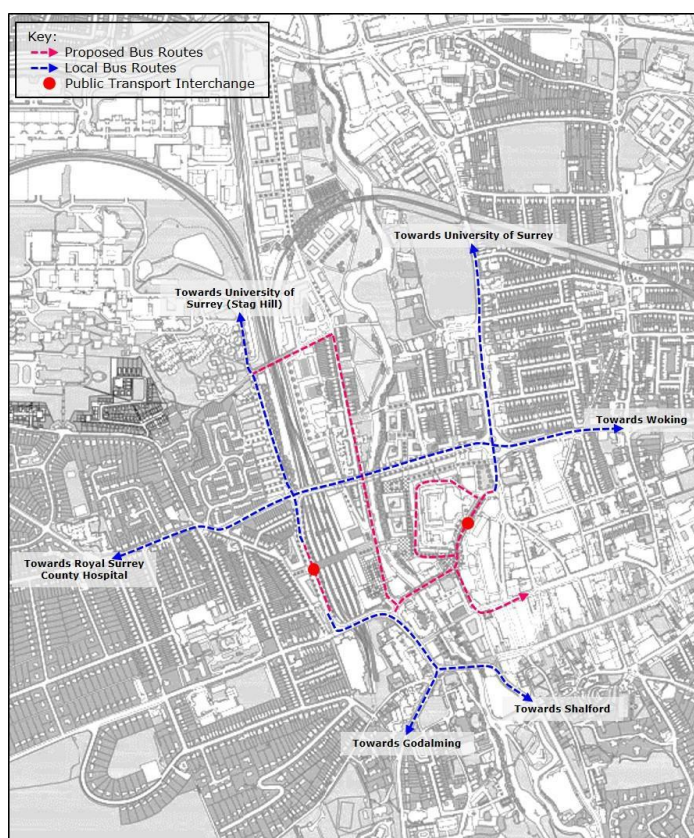 Key:
Proposed Bus Routes
Local Bus Routes
Public Transport Interchange
Towards University of Surrey
Towards University of
Surrey (Stag Hill)
Towards Woking
Towards Royal Surrey
County Hospital
Towards Shalford
Towards Godalming